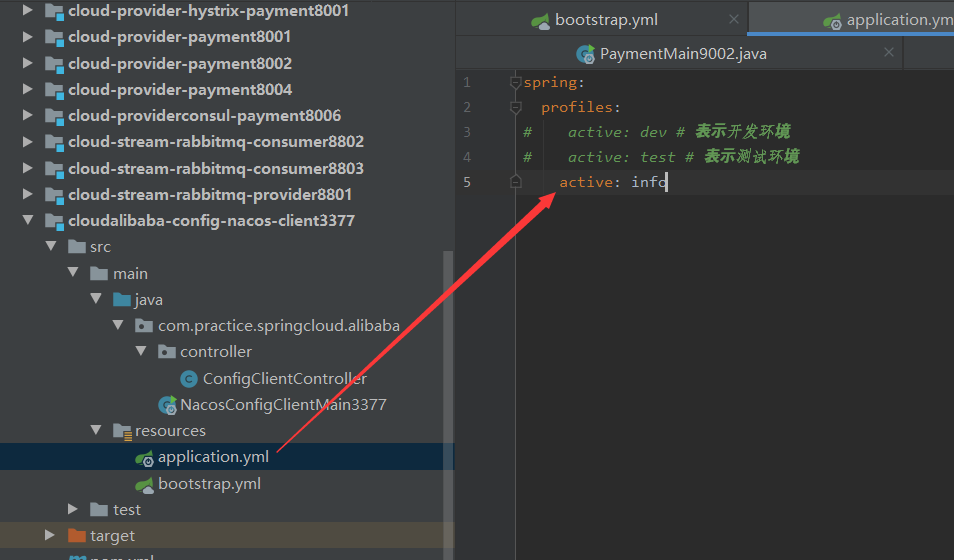 cloud-provider-hystrix-payment8001
cloud-provider-payment8001
cloud-provider-payment8002
cloud-provider-payment8004
cloud-providerconsul-payment8006
cloud-stream-rabbitmq-consumer8802
cloud-stream-rabbitmq-consumer8803
cloud-stream-rabbitmq-provider8801
cloudalibaba-config-nacos-client3377
src
main
java
com.practice.springcloud.alibaba
controller
ConfigClientController
NacosConfigClientMain3377
resources
application.yml
bootstrap.yml
test
target
pom.xml
bootstrap.yml
application.ym
PaymentMain9002.java
1 spring:
2 profiles:
3 # active: dev # 表示开发环境
4 # active: test # 表示测试环境
5 active: info